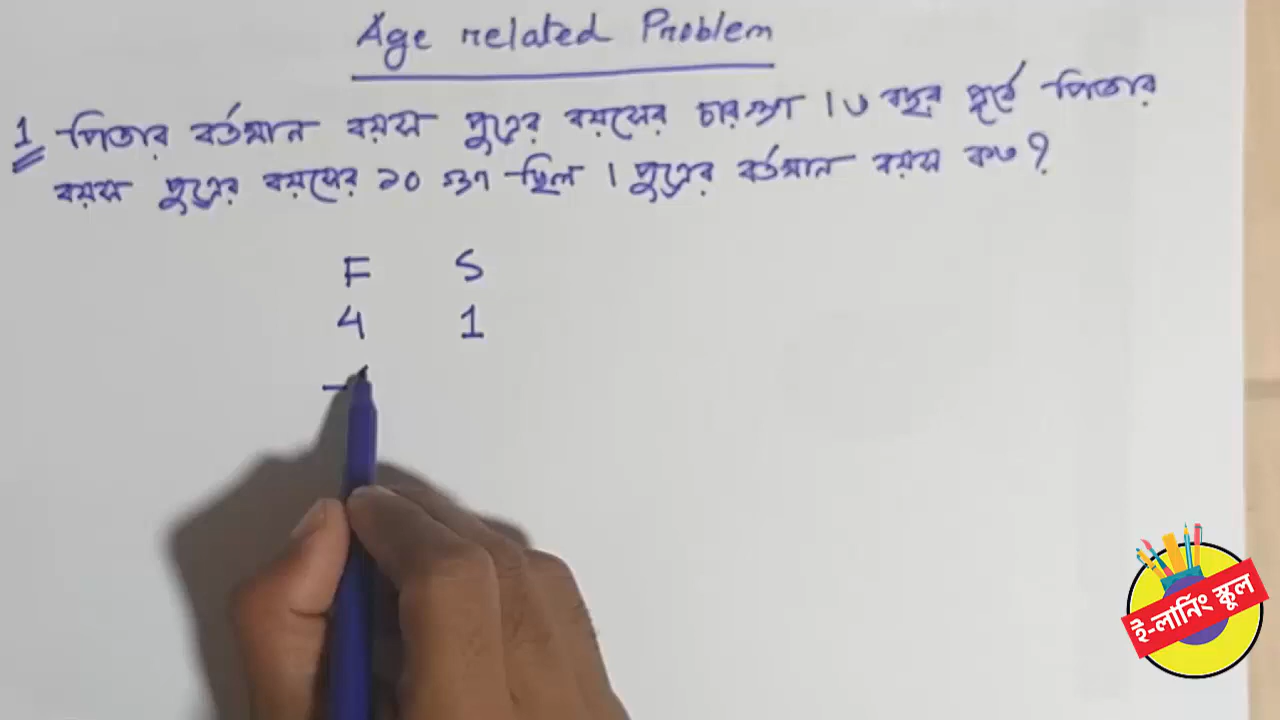 Age related Problem
1 পিতার বর্তমান বয়স পুত্রের বয়সের চারগুণ । ৬ বছর পূর্বে পিতার
বয়স পুত্রের বয়সের ১০ গুণ ছিল । পুত্রের বর্তমান বয়স কত ?
F S
4 1
ই-লার্নিং স্কুল